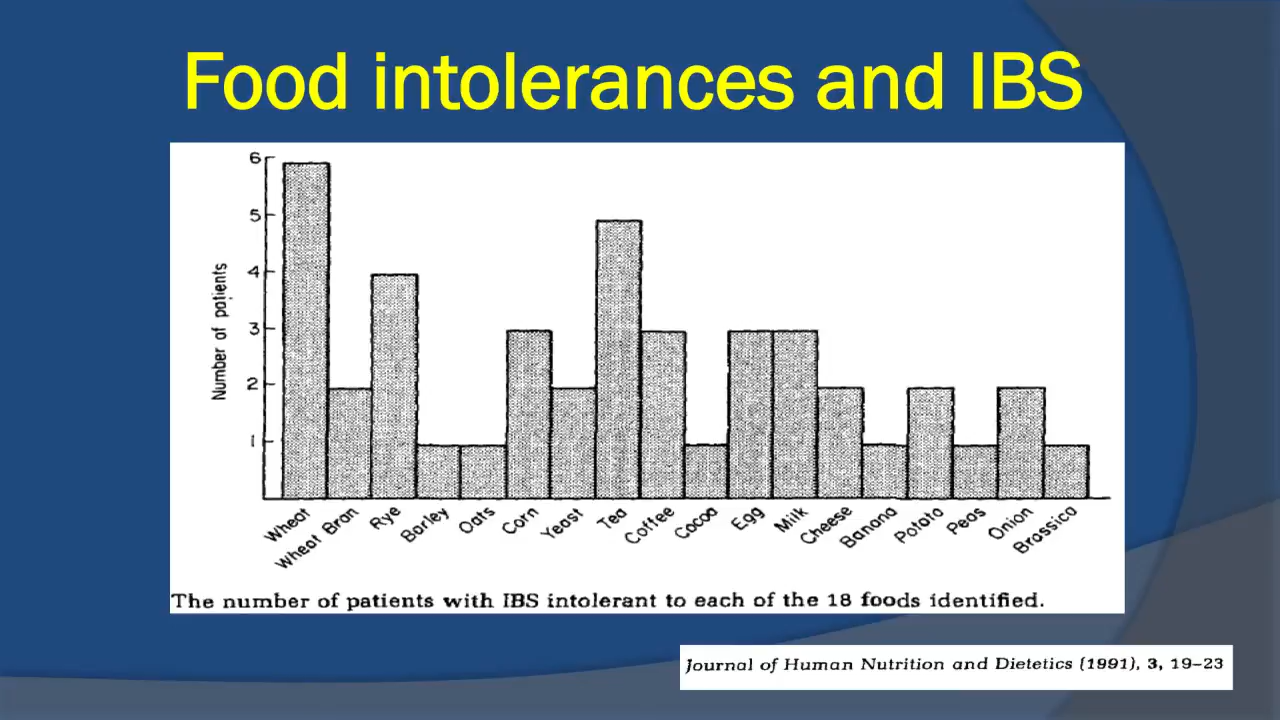 Food intolerances and IBS
6
5
4
3
2
1
Number of patients
Wheat
Wheat Bran
Rye
Barley
Oats
Corn
Yeast
Tea
Coffee
Cocoa
Egg
Milk
Cheese
Banana
Potato
Peas
Onion
Brassica
The number of patients with IBS intolerant to each of the 18 foods identified.
Journal of Human Nutrition and Dietetics (1991), 3, 19–23